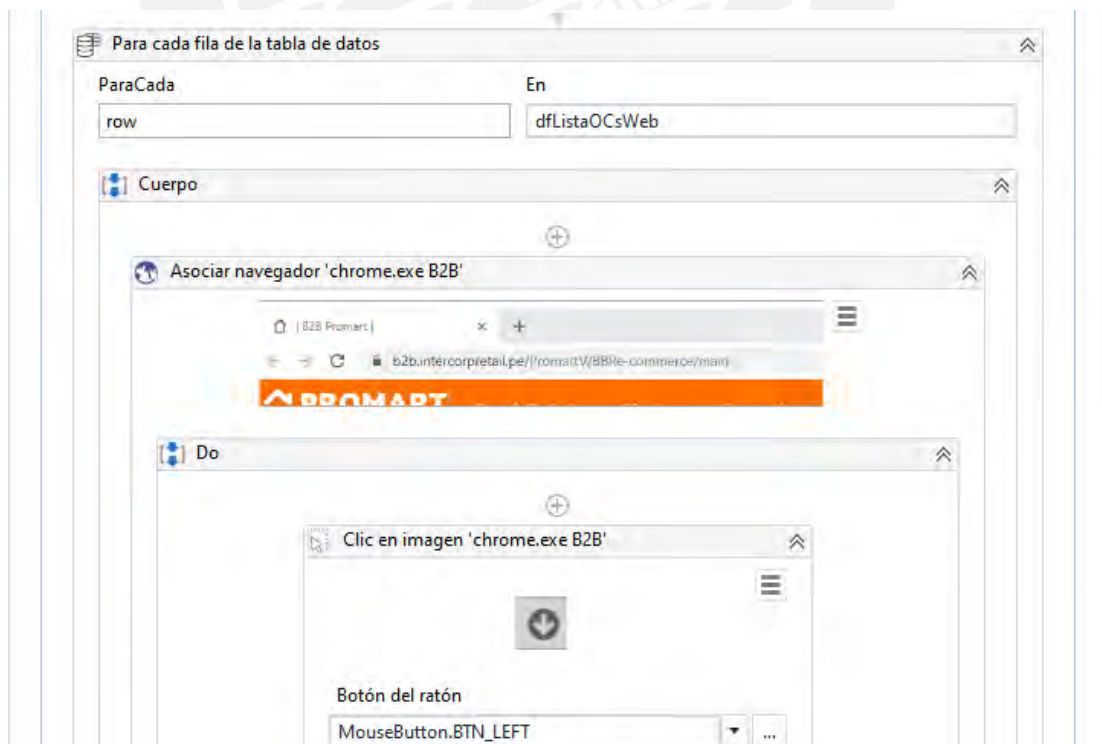 Para cada fila de la tabla de datos
ParaCada En
row dfListaOCsWeb
Cuerpo
Asociar navegador 'chrome.exe B2B'
| B2B Promart |
b2b.intercorpretail.pe/PromartV/BBRe-commerce/main
PROMART
Do
Clic en imagen 'chrome.exe B2B'
Botón del ratón
MouseButton.BTN_LEFT ...